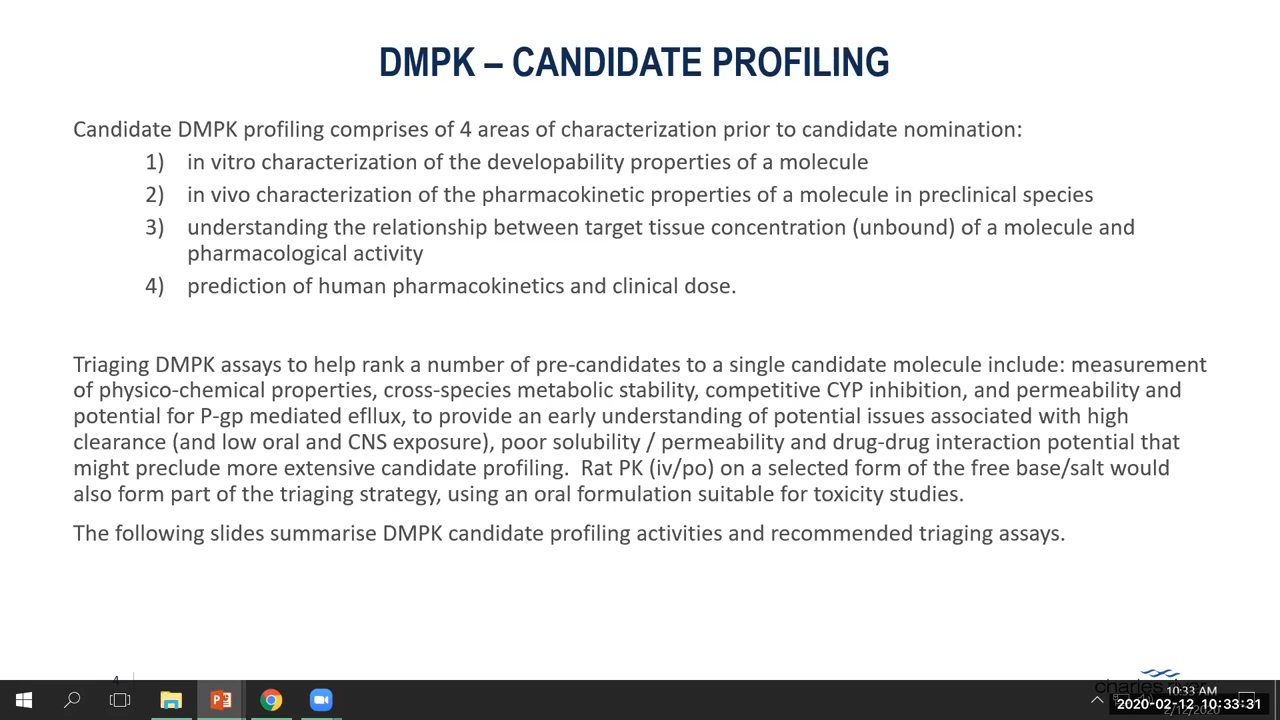 DMPK – CANDIDATE PROFILING
Candidate DMPK profiling comprises of 4 areas of characterization prior to candidate nomination:
1) in vitro characterization of the developability properties of a molecule
2) in vivo characterization of the pharmacokinetic properties of a molecule in preclinical species
3) understanding the relationship between target tissue concentration (unbound) of a molecule and
pharmacological activity
4) prediction of human pharmacokinetics and clinical dose.
Triaging DMPK assays to help rank a number of pre-candidates to a single candidate molecule include: measurement
of physico-chemical properties, cross-species metabolic stability, competitive CYP inhibition, and permeability and
potential for P-gp mediated efllux, to provide an early understanding of potential issues associated with high
clearance (and low oral and CNS exposure), poor solubility / permeability and drug-drug interaction potential that
might preclude more extensive candidate profiling. Rat PK (iv/po) on a selected form of the free base/salt would
also form part of the triaging strategy, using an oral formulation suitable for toxicity studies.
The following slides summarise DMPK candidate profiling activities and recommended triaging assays.
4
charles river
10:33 AM
2020-02-12 10:33:31
2/12/2020